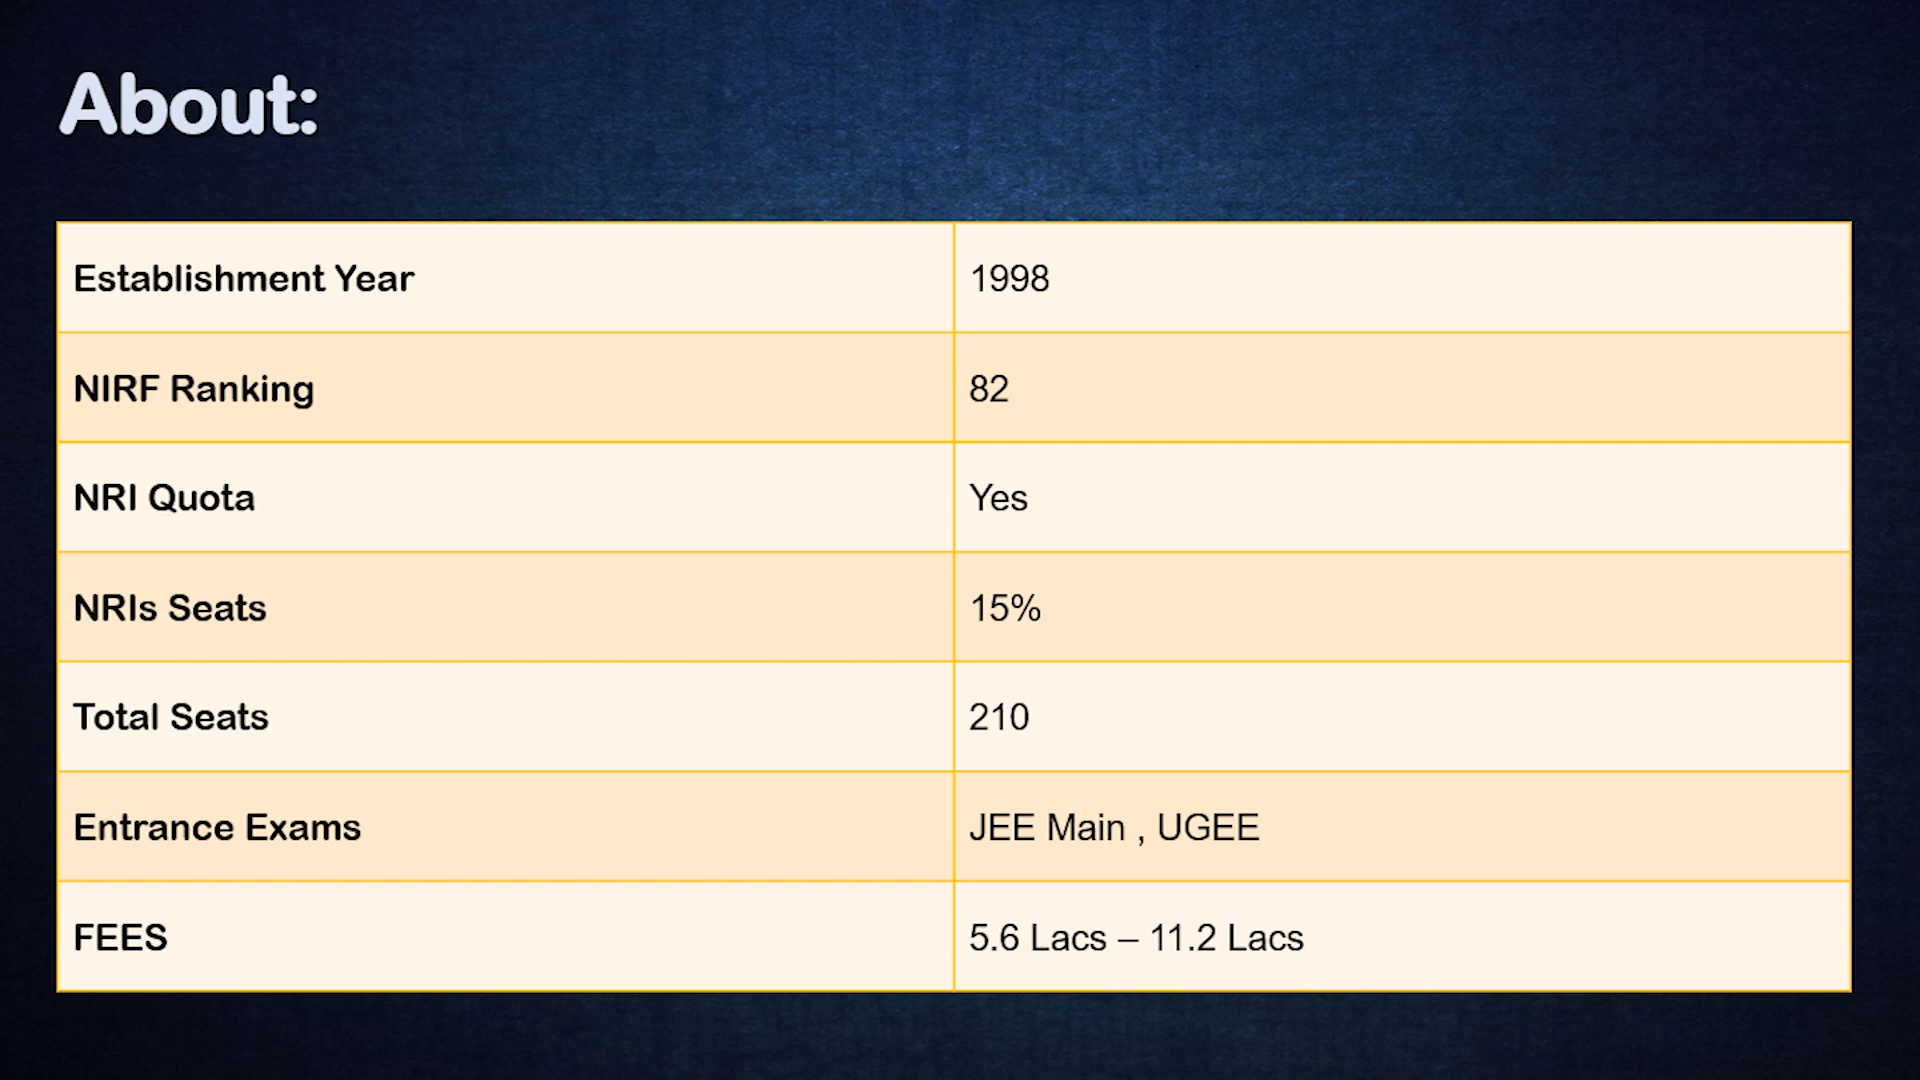 About:
Establishment Year 1998
NIRF Ranking 82
NRI Quota Yes
NRIs Seats 15%
Total Seats 210
Entrance Exams JEE Main , UGEE
FEES 5.6 Lacs – 11.2 Lacs